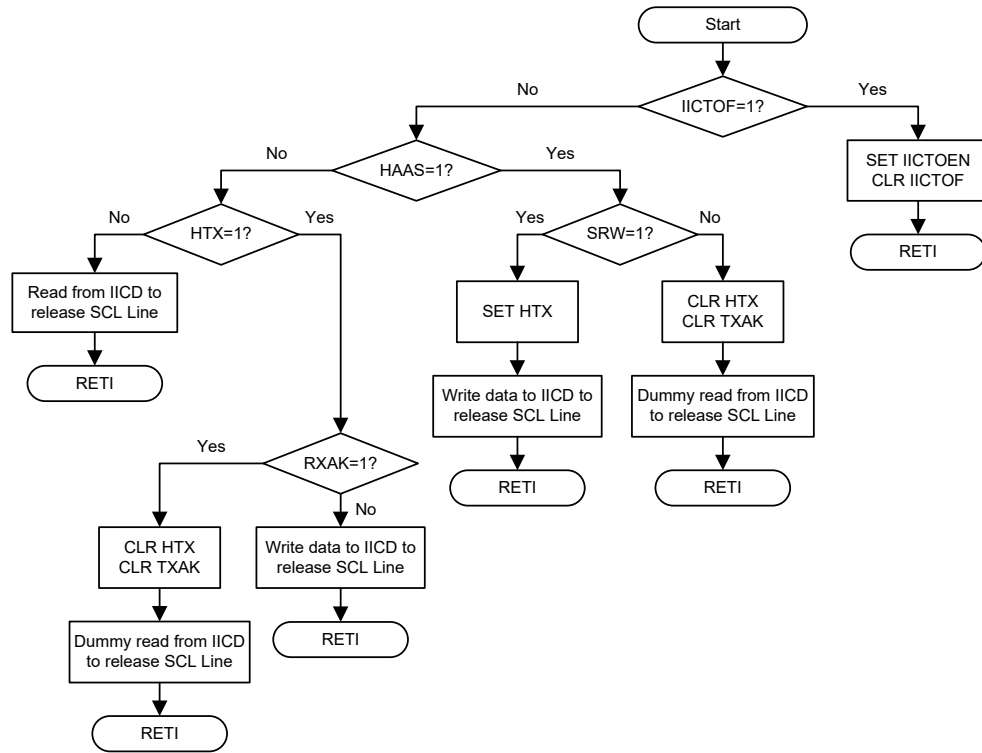 Start
IICTOF=1?
No
Yes
HAAS=1?
SET IICTOEN
CLR IICTOF
No
Yes
HTX=1?
SRW=1?
No
Yes
Yes
No
RETI
Read from IICD to
release SCL Line
SET HTX
CLR HTX
CLR TXAK
RETI
Write data to IICD to
release SCL Line
Dummy read from IICD
to release SCL Line
RXAK=1?
Yes
No
RETI
RETI
CLR HTX
CLR TXAK
Write data to IICD to
release SCL Line
Dummy read from IICD
to release SCL Line
RETI
RETI